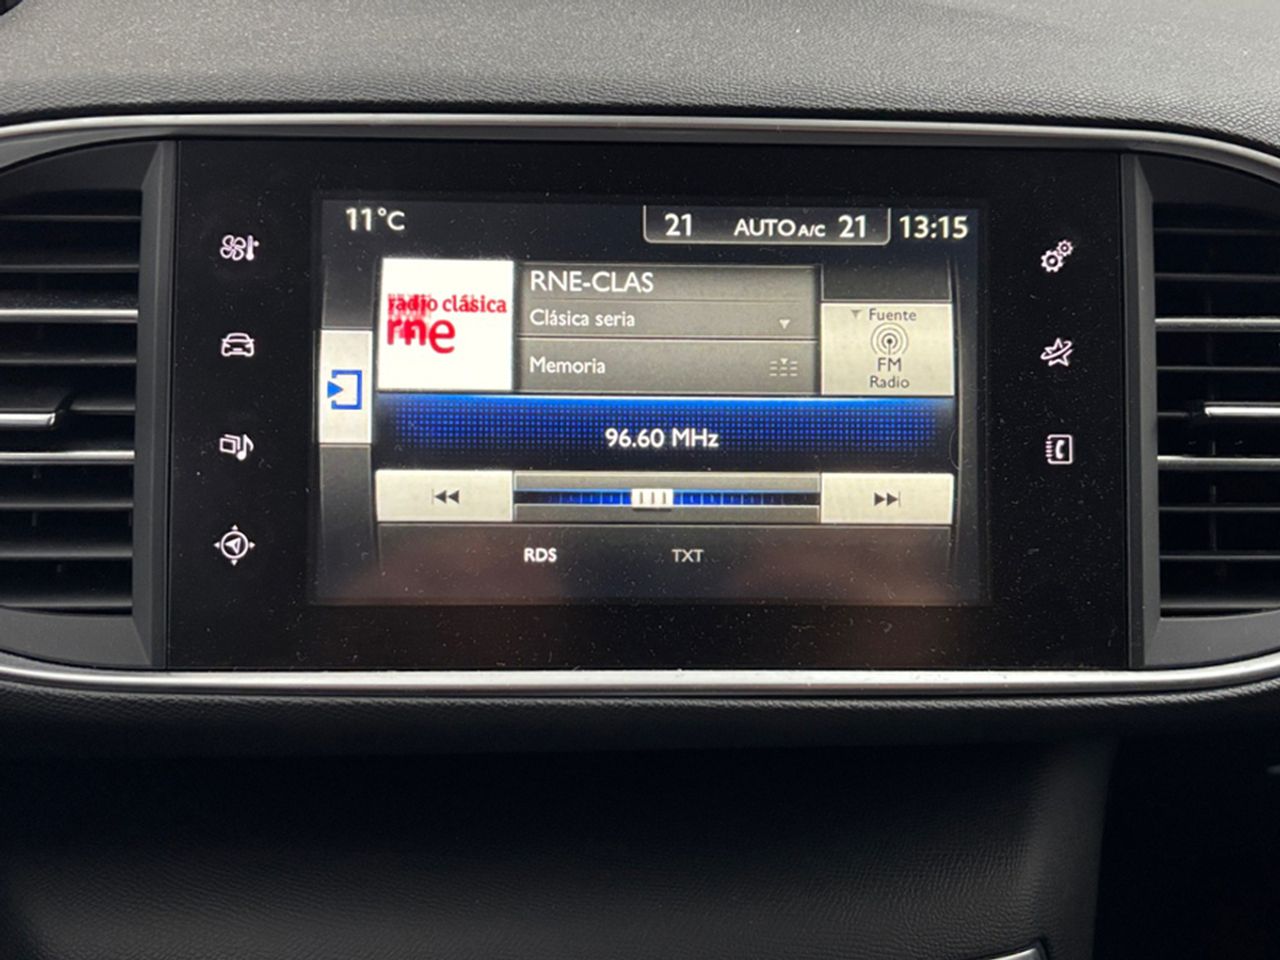 11°C
21 AUTO A/C 21 13:15
radio clásica
rne
RNE-CLAS
Clásica seria
Memoria
Fuente
FM
Radio
96.60 MHz
RDS TXT